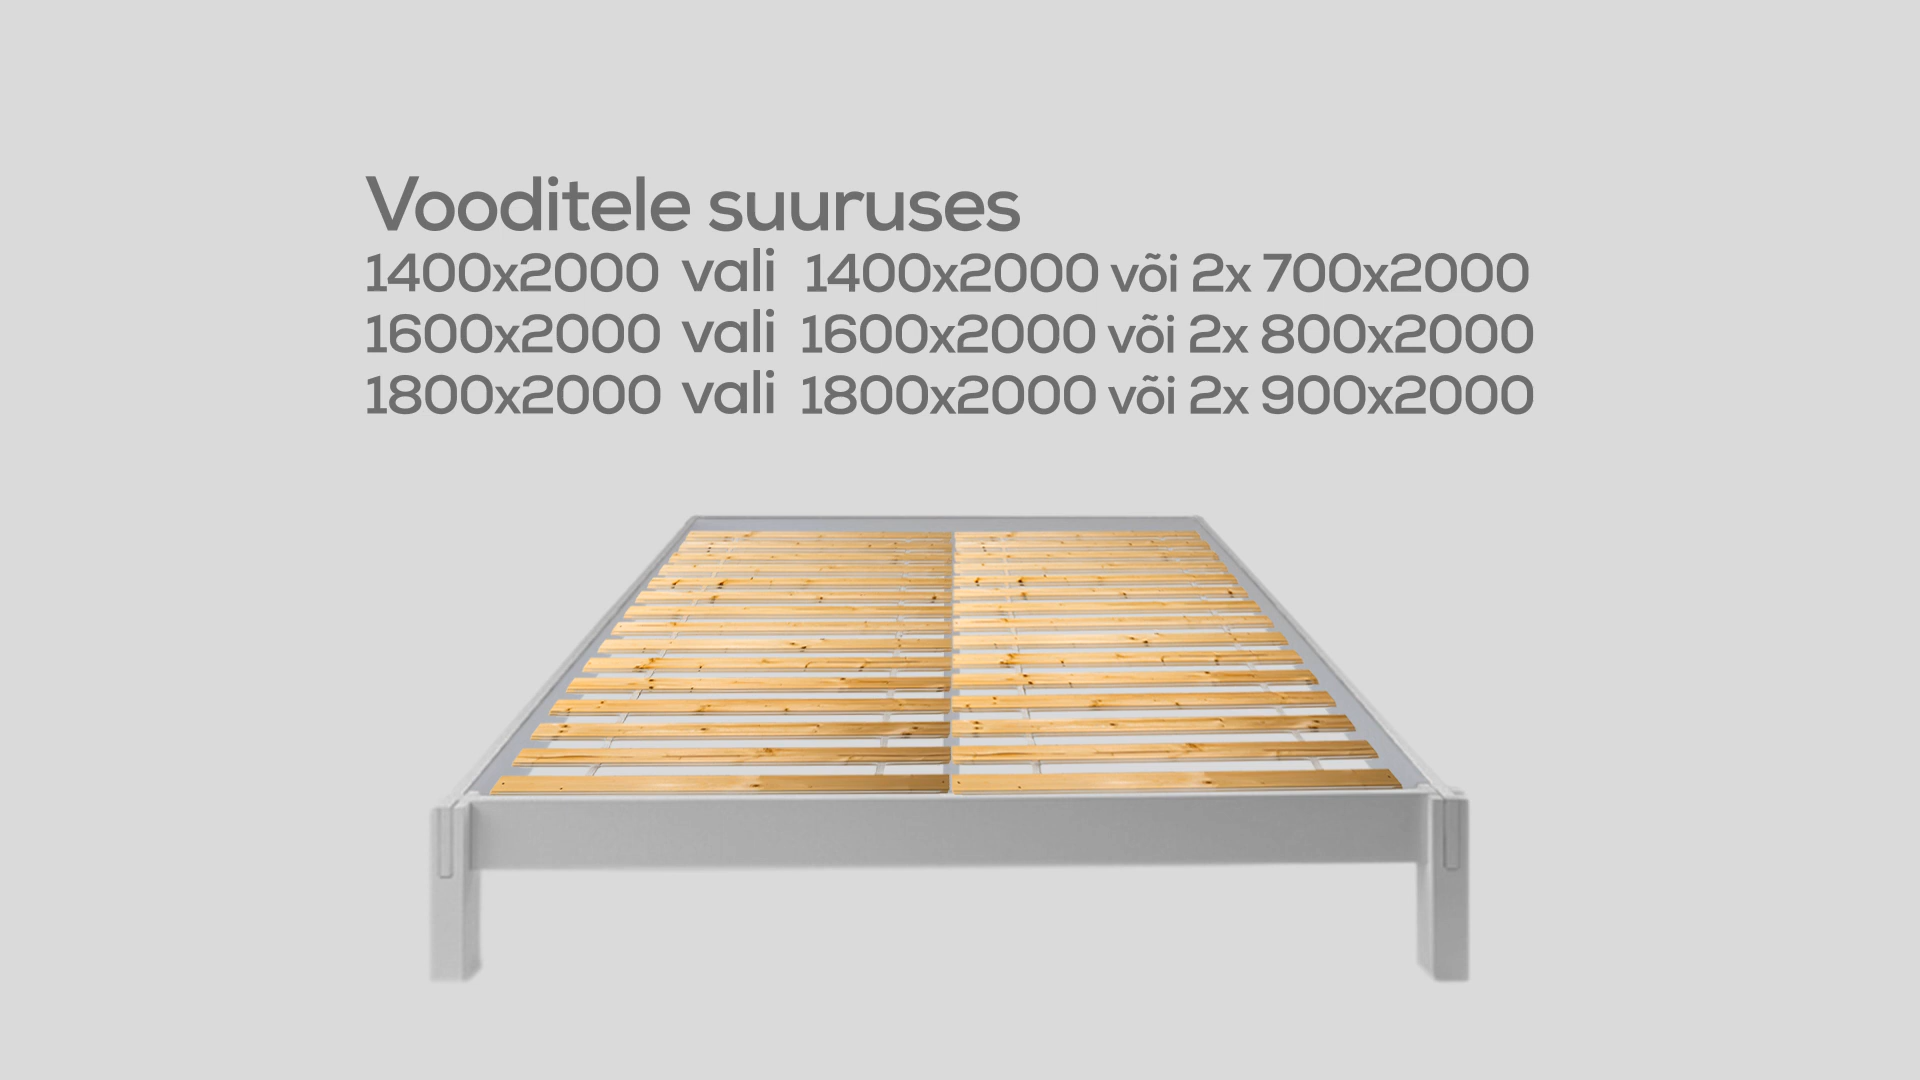 Vooditele suuruses
1400x2000 vali 1400x2000 või 2x 700x2000
1600x2000 vali 1600x2000 või 2x 800x2000
1800x2000 vali 1800x2000 või 2x 900x2000